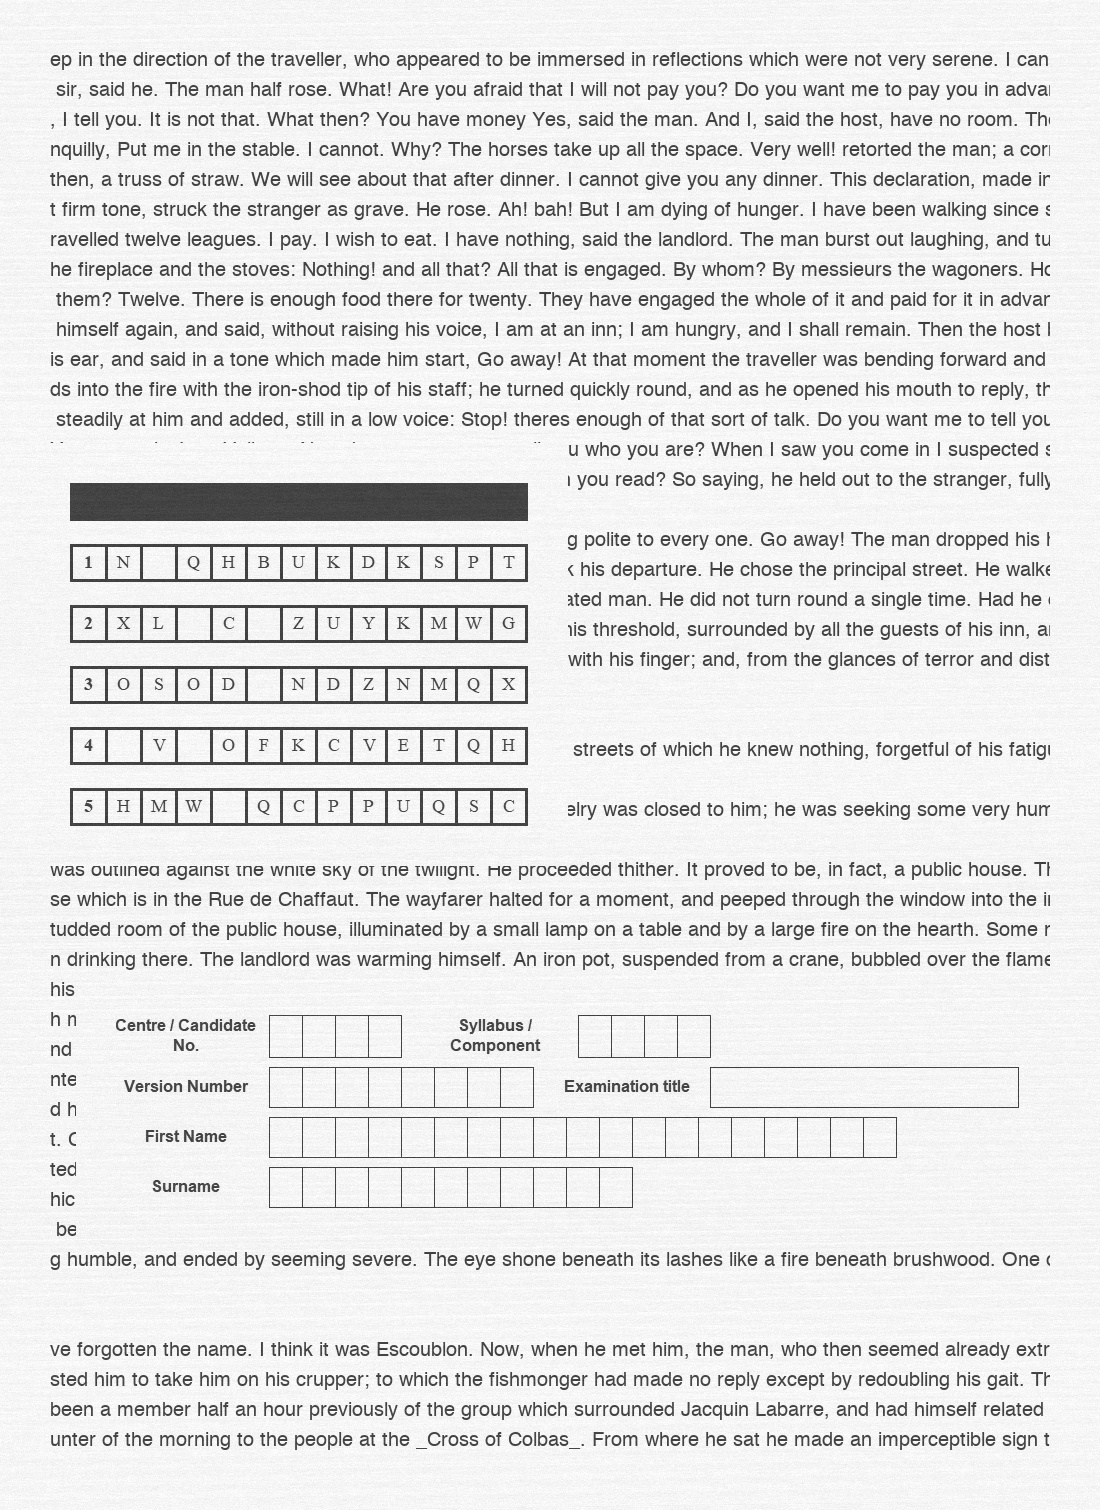 ep in the direction of the traveller, who appeared to be immersed in reflections which were not very serene. I can
sir, said he. The man half rose. What! Are you afraid that I will not pay you? Do you want me to pay you in advan
, I tell you. It is not that. What then? You have money Yes, said the man. And I, said the host, have no room. The
nquilly, Put me in the stable. I cannot. Why? The horses take up all the space. Very well! retorted the man; a corn
then, a truss of straw. We will see about that after dinner. I cannot give you any dinner. This declaration, made in
t firm tone, struck the stranger as grave. He rose. Ah! bah! But I am dying of hunger. I have been walking since s
ravelled twelve leagues. I pay. I wish to eat. I have nothing, said the landlord. The man burst out laughing, and tu
he fireplace and the stoves: Nothing! and all that? All that is engaged. By whom? By messieurs the wagoners. Ho
them? Twelve. There is enough food there for twenty. They have engaged the whole of it and paid for it in advan
himself again, and said, without raising his voice, I am at an inn; I am hungry, and I shall remain. Then the host
is ear, and said in a tone which made him start, Go away! At that moment the traveller was bending forward and
ds into the fire with the iron-shod tip of his staff; he turned quickly round, and as he opened his mouth to reply, th
steadily at him and added, still in a low voice: Stop! theres enough of that sort of talk. Do you want me to tell you
u who you are? When I saw you come in I suspected s
you read? So saying, he held out to the stranger, fully
g polite to every one. Go away! The man dropped his
his departure. He chose the principal street. He walke
ated man. He did not turn round a single time. Had he
his threshold, surrounded by all the guests of his inn, an
with his finger; and, from the glances of terror and dist
streets of which he knew nothing, forgetful of his fatigu
elry was closed to him; he was seeking some very hum
1 N Q H B U K D K S P T
2 X L C Z U Y K M W G
3 O S O D N D Z N M Q X
4 V O F K C V E T Q H
5 H M W Q C P P U Q S C
was outlined against the white sky of the twilight. He proceeded thither. It proved to be, in fact, a public house. Th
se which is in the Rue de Chaffaut. The wayfarer halted for a moment, and peeped through the window into the in
tudded room of the public house, illuminated by a small lamp on a table and by a large fire on the hearth. Some
n drinking there. The landlord was warming himself. An iron pot, suspended from a crane, bubbled over the flame
his
h
nd
nte
d h
t.
ted
hic
be
Centre / Candidate No. Syllabus / Component
Version Number Examination title
First Name
Surname
g humble, and ended by seeming severe. The eye shone beneath its lashes like a fire beneath brushwood. One
ve forgotten the name. I think it was Escoublon. Now, when he met him, the man, who then seemed already extr
sted him to take him on his crupper; to which the fishmonger had made no reply except by redoubling his gait. Th
been a member half an hour previously of the group which surrounded Jacquin Labarre, and had himself related
unter of the morning to the people at the _Cross of Colbas_. From where he sat he made an imperceptible sign t